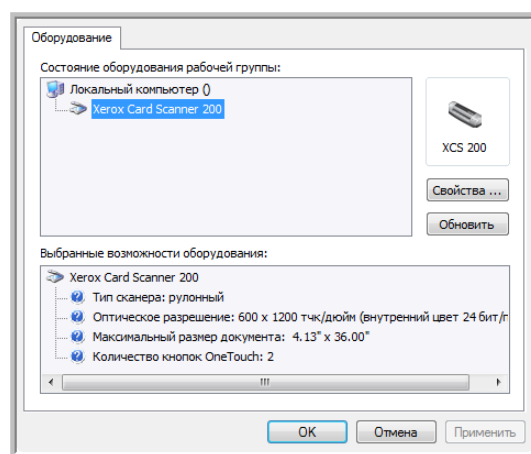 Оборудование
Состояние оборудования рабочей группы:
Локальный компьютер ()
Xerox Card Scanner 200
XCS 200
Свойства ...
Обновить
Выбранные возможности оборудования:
Xerox Card Scanner 200
Тип сканера: рулонный
Оптическое разрешение: 600 x 1200 тчк/дюйм (внутренний цвет 24 бит/г
Максимальный размер документа: 4.13" x 36.00"
Количество кнопок OneTouch: 2
OK
Отмена
Применить